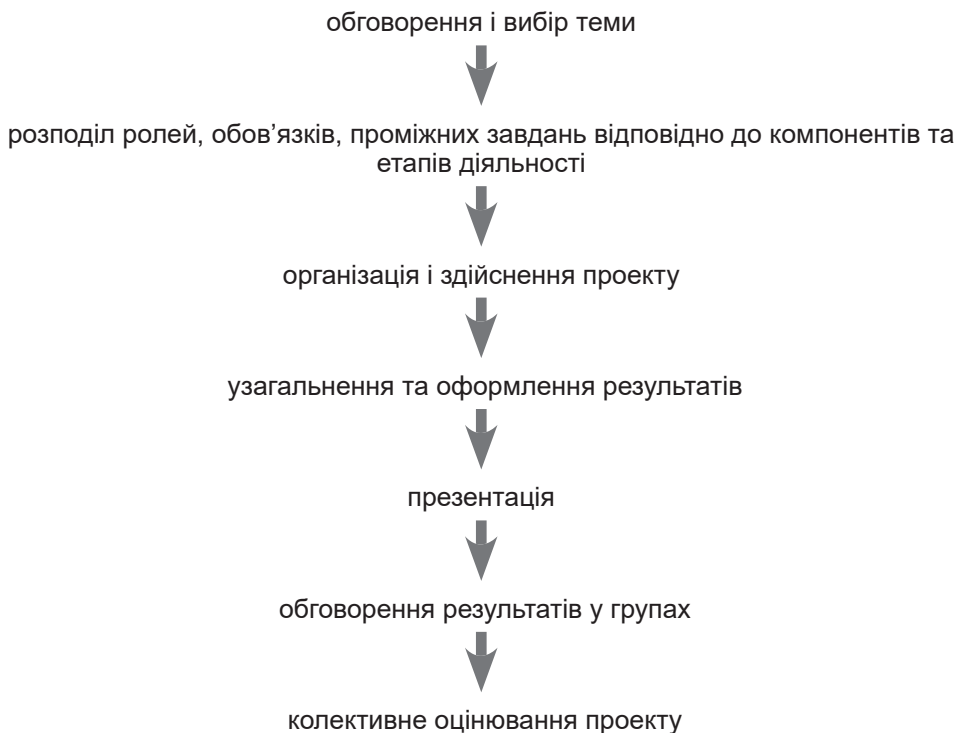 обговорення і вибір теми
розподіл ролей, обов’язків, проміжних завдань відповідно до компонентів та
етапів діяльності
організація і здійснення проекту
узагальнення та оформлення результатів
презентація
обговорення результатів у групах
колективне оцінювання проекту